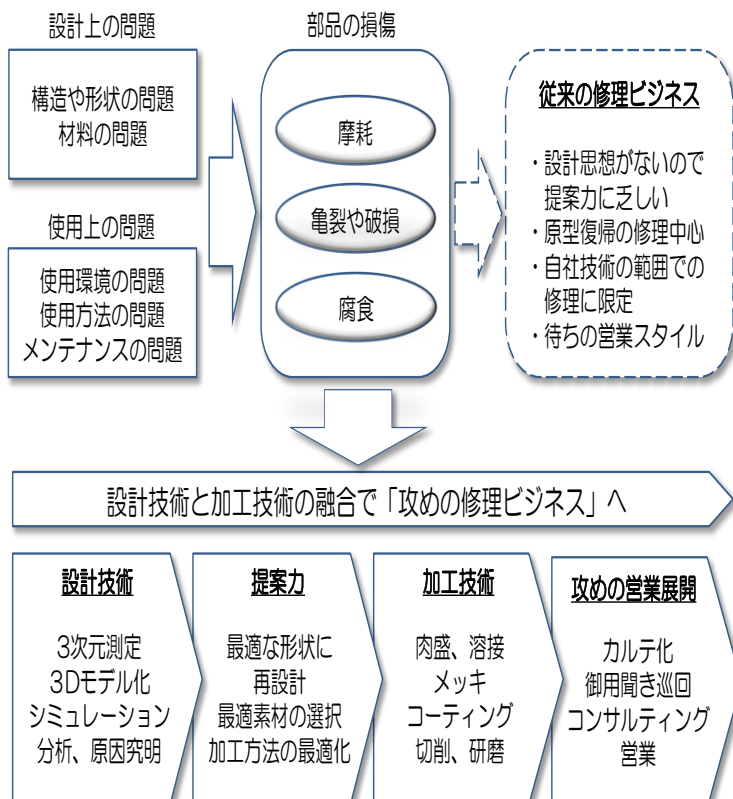 設計上の問題
構造や形状の問題
材料の問題
使用上の問題
使用環境の問題
使用方法の問題
メンテナンスの問題
部品の損傷
摩耗
亀裂や破損
腐食
従来の修理ビジネス
・設計思想がないので
提案力に乏しい
・原型復帰の修理中心
・自社技術の範囲での
修理に限定
・待ちの営業スタイル
設計技術と加工技術の融合で「攻めの修理ビジネス」へ
設計技術
3次元測定
3Dモデル化
シミュレーション
分析、原因究明
提案力
最適な形状に
再設計
最適素材の選択
加工方法の最適化
加工技術
肉盛、溶接
メッキ
コーティング
切削、研磨
攻めの営業展開
カルテ化
御用聞き巡回
コンサルティング
営業